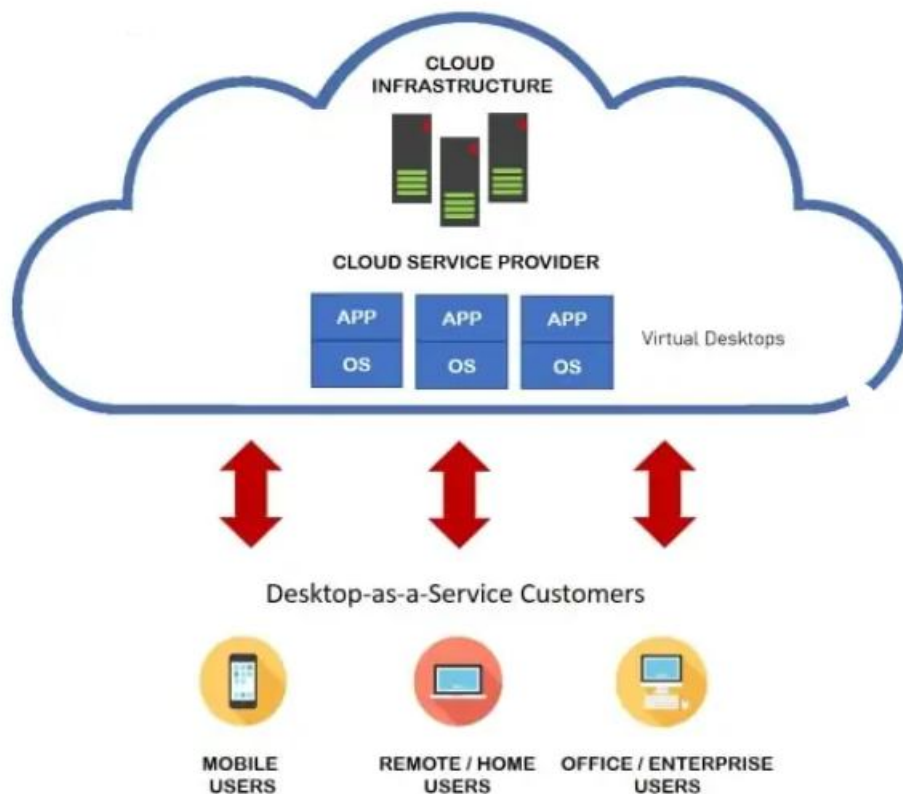 CLOUD
INFRASTRUCTURE
CLOUD SERVICE PROVIDER
APP APP APP
OS OS OS
Virtual Desktops
Desktop-as-a-Service Customers
MOBILE
USERS
REMOTE / HOME
USERS
OFFICE / ENTERPRISE
USERS